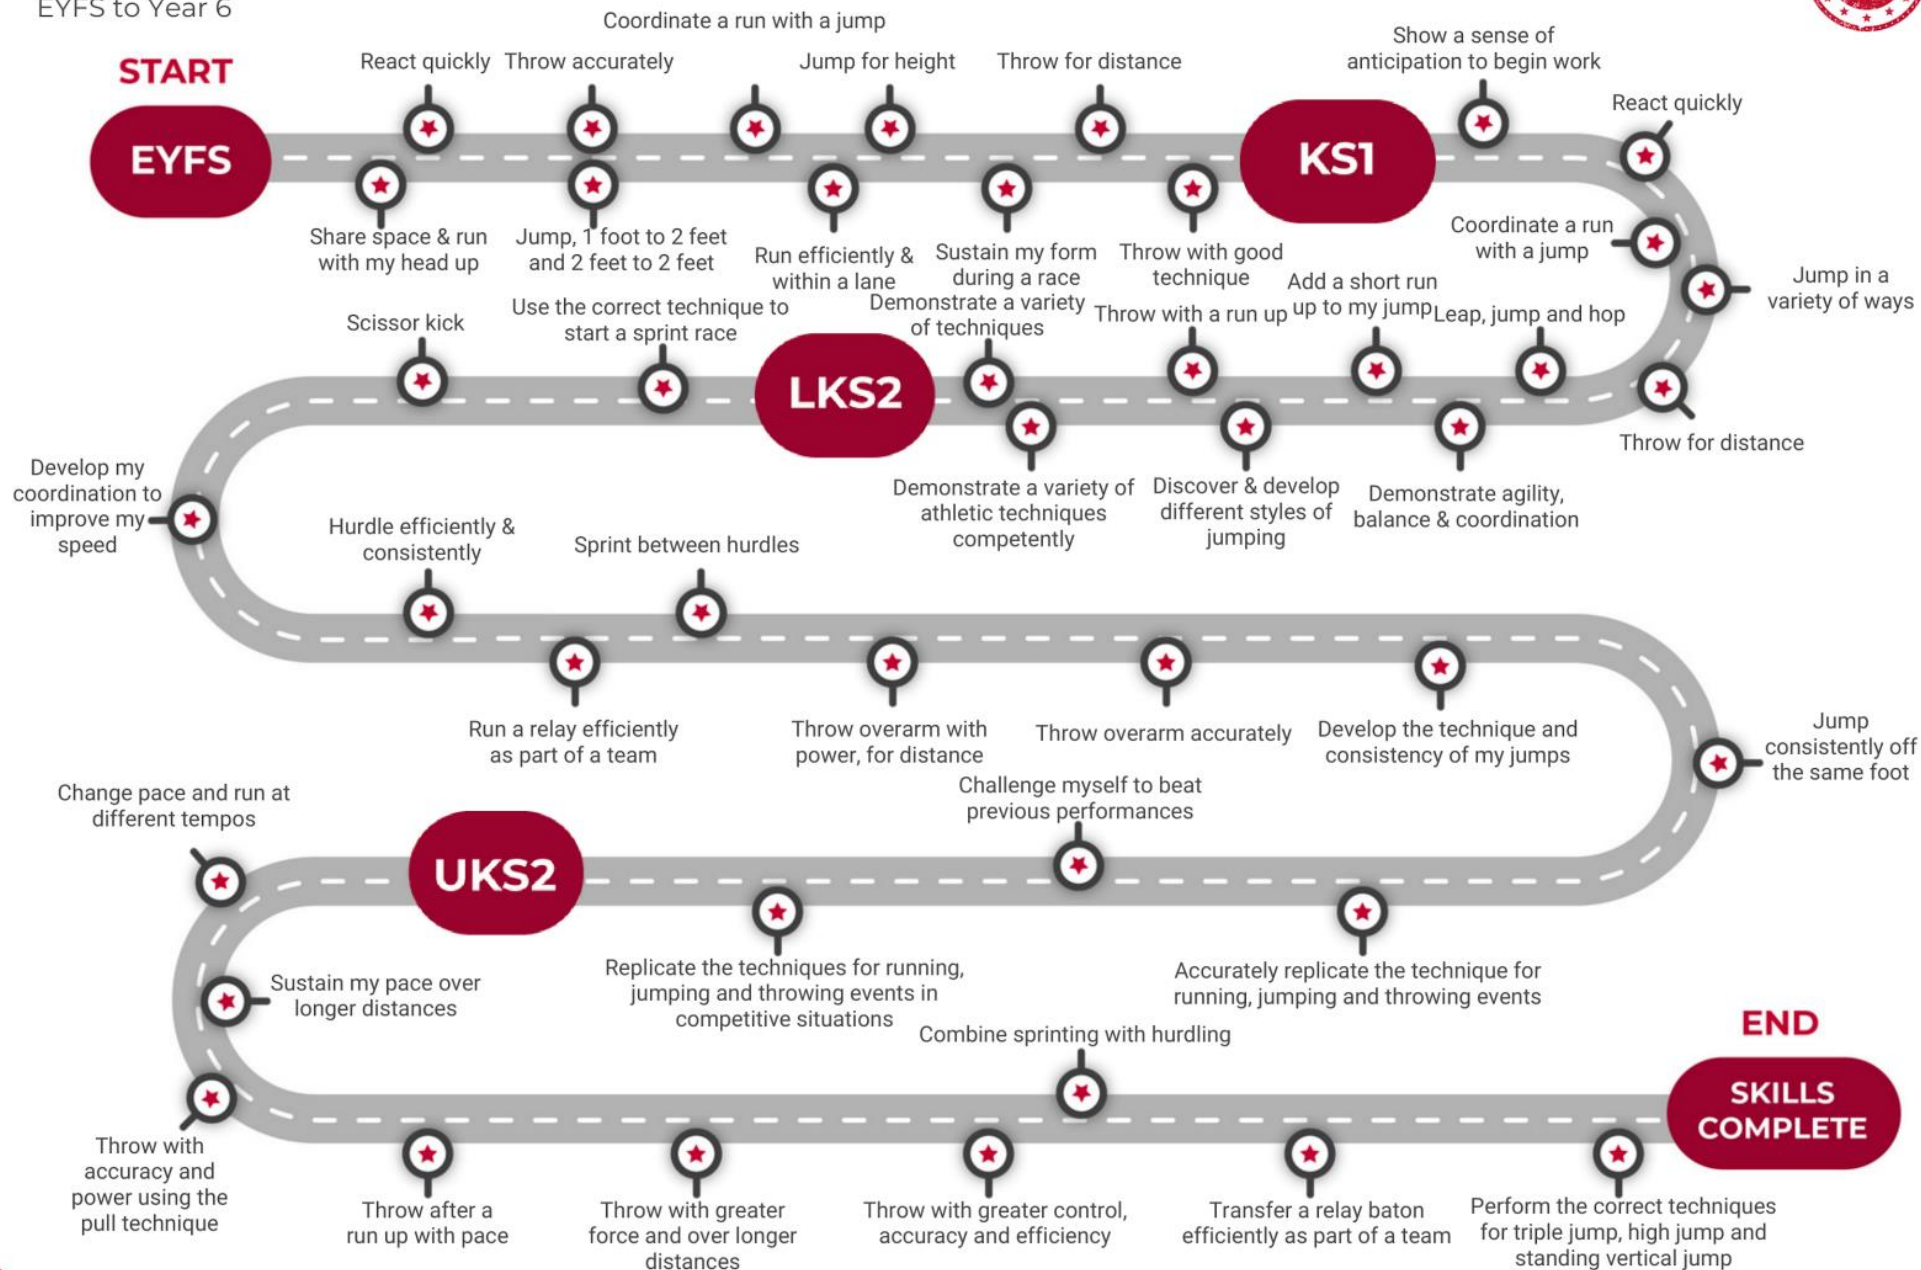 EYFS to Year 6
START
EYFS
React quickly
Throw accurately
Coordinate a run with a jump
Jump for height
Throw for distance
Share space & run
with my head up
Jump, 1 foot to 2 feet
and 2 feet to 2 feet
Run efficiently &
within a lane
Sustain my form
during a race
Throw with good
technique
KS1
Show a sense of
anticipation to begin work
React quickly
Coordinate a run
with a jump
Jump in a
variety of ways
Throw for distance
Leap, jump and hop
Demonstrate agility,
balance & coordination
Add a short run
up to my jump
Discover & develop
different styles of
jumping
Throw with a run up
Demonstrate a variety of
athletic techniques
competently
Demonstrate a variety
of techniques
LKS2
Use the correct technique to
start a sprint race
Scissor kick
Develop my
coordination to
improve my
speed
Hurdle efficiently &
consistently
Run a relay efficiently
as part of a team
Sprint between hurdles
Throw overarm with
power, for distance
Throw overarm accurately
Develop the technique and
consistency of my jumps
Jump
consistently off
the same foot
Accurately replicate the technique for
running, jumping and throwing events
Challenge myself to beat
previous performances
Replicate the techniques for running,
jumping and throwing events in
competitive situations
UKS2
Change pace and run at
different tempos
Sustain my pace over
longer distances
Throw with
accuracy and
power using the
pull technique
Throw after a
run up with pace
Throw with greater
force and over longer
distances
Throw with greater control,
accuracy and efficiency
Combine sprinting with hurdling
Transfer a relay baton
efficiently as part of a team
Perform the correct techniques
for triple jump, high jump and
standing vertical jump
END
SKILLS
COMPLETE